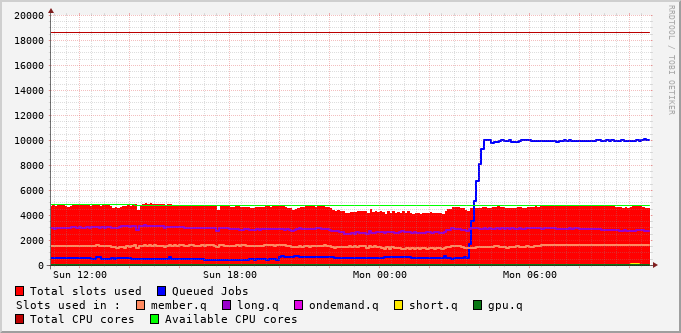 20000
18000
16000
14000
12000
10000
8000
6000
4000
2000
0
Sun 12:00 Sun 18:00 Mon 00:00 Mon 06:00
RRDTOOL / TOBI OETIKER
Total slots used Queued Jobs
Slots used in : member.q long.q ondemand.q short.q gpu.q
Total CPU cores Available CPU cores